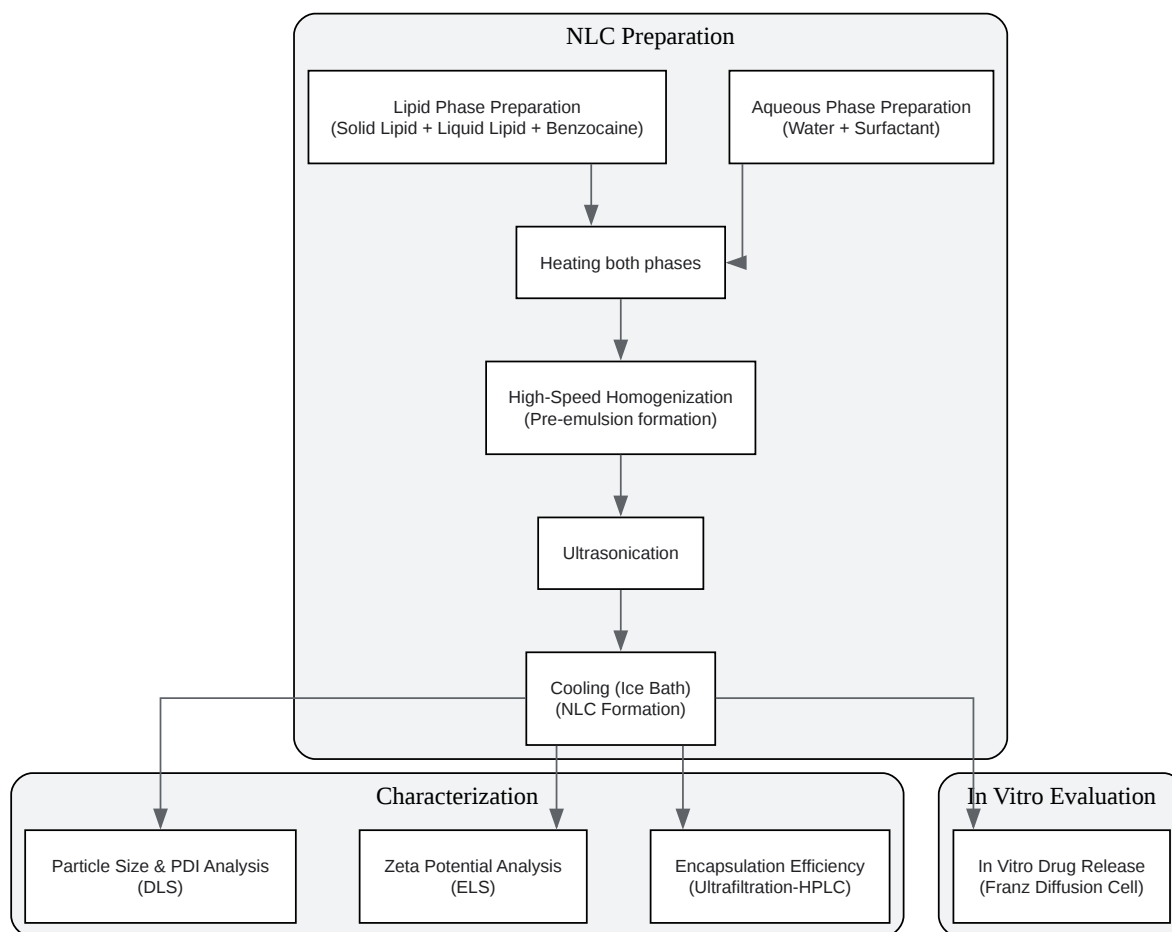 NLC Preparation
Lipid Phase Preparation
(Solid Lipid + Liquid Lipid + Benzocaine)
Aqueous Phase Preparation
(Water + Surfactant)
Heating both phases
High-Speed Homogenization
(Pre-emulsion formation)
Ultrasonication
Cooling (Ice Bath)
(NLC Formation)
Characterization
Particle Size & PDI Analysis
(DLS)
Zeta Potential Analysis
(ELS)
Encapsulation Efficiency
(Ultrafiltration-HPLC)
In Vitro Evaluation
In Vitro Drug Release
(Franz Diffusion Cell)